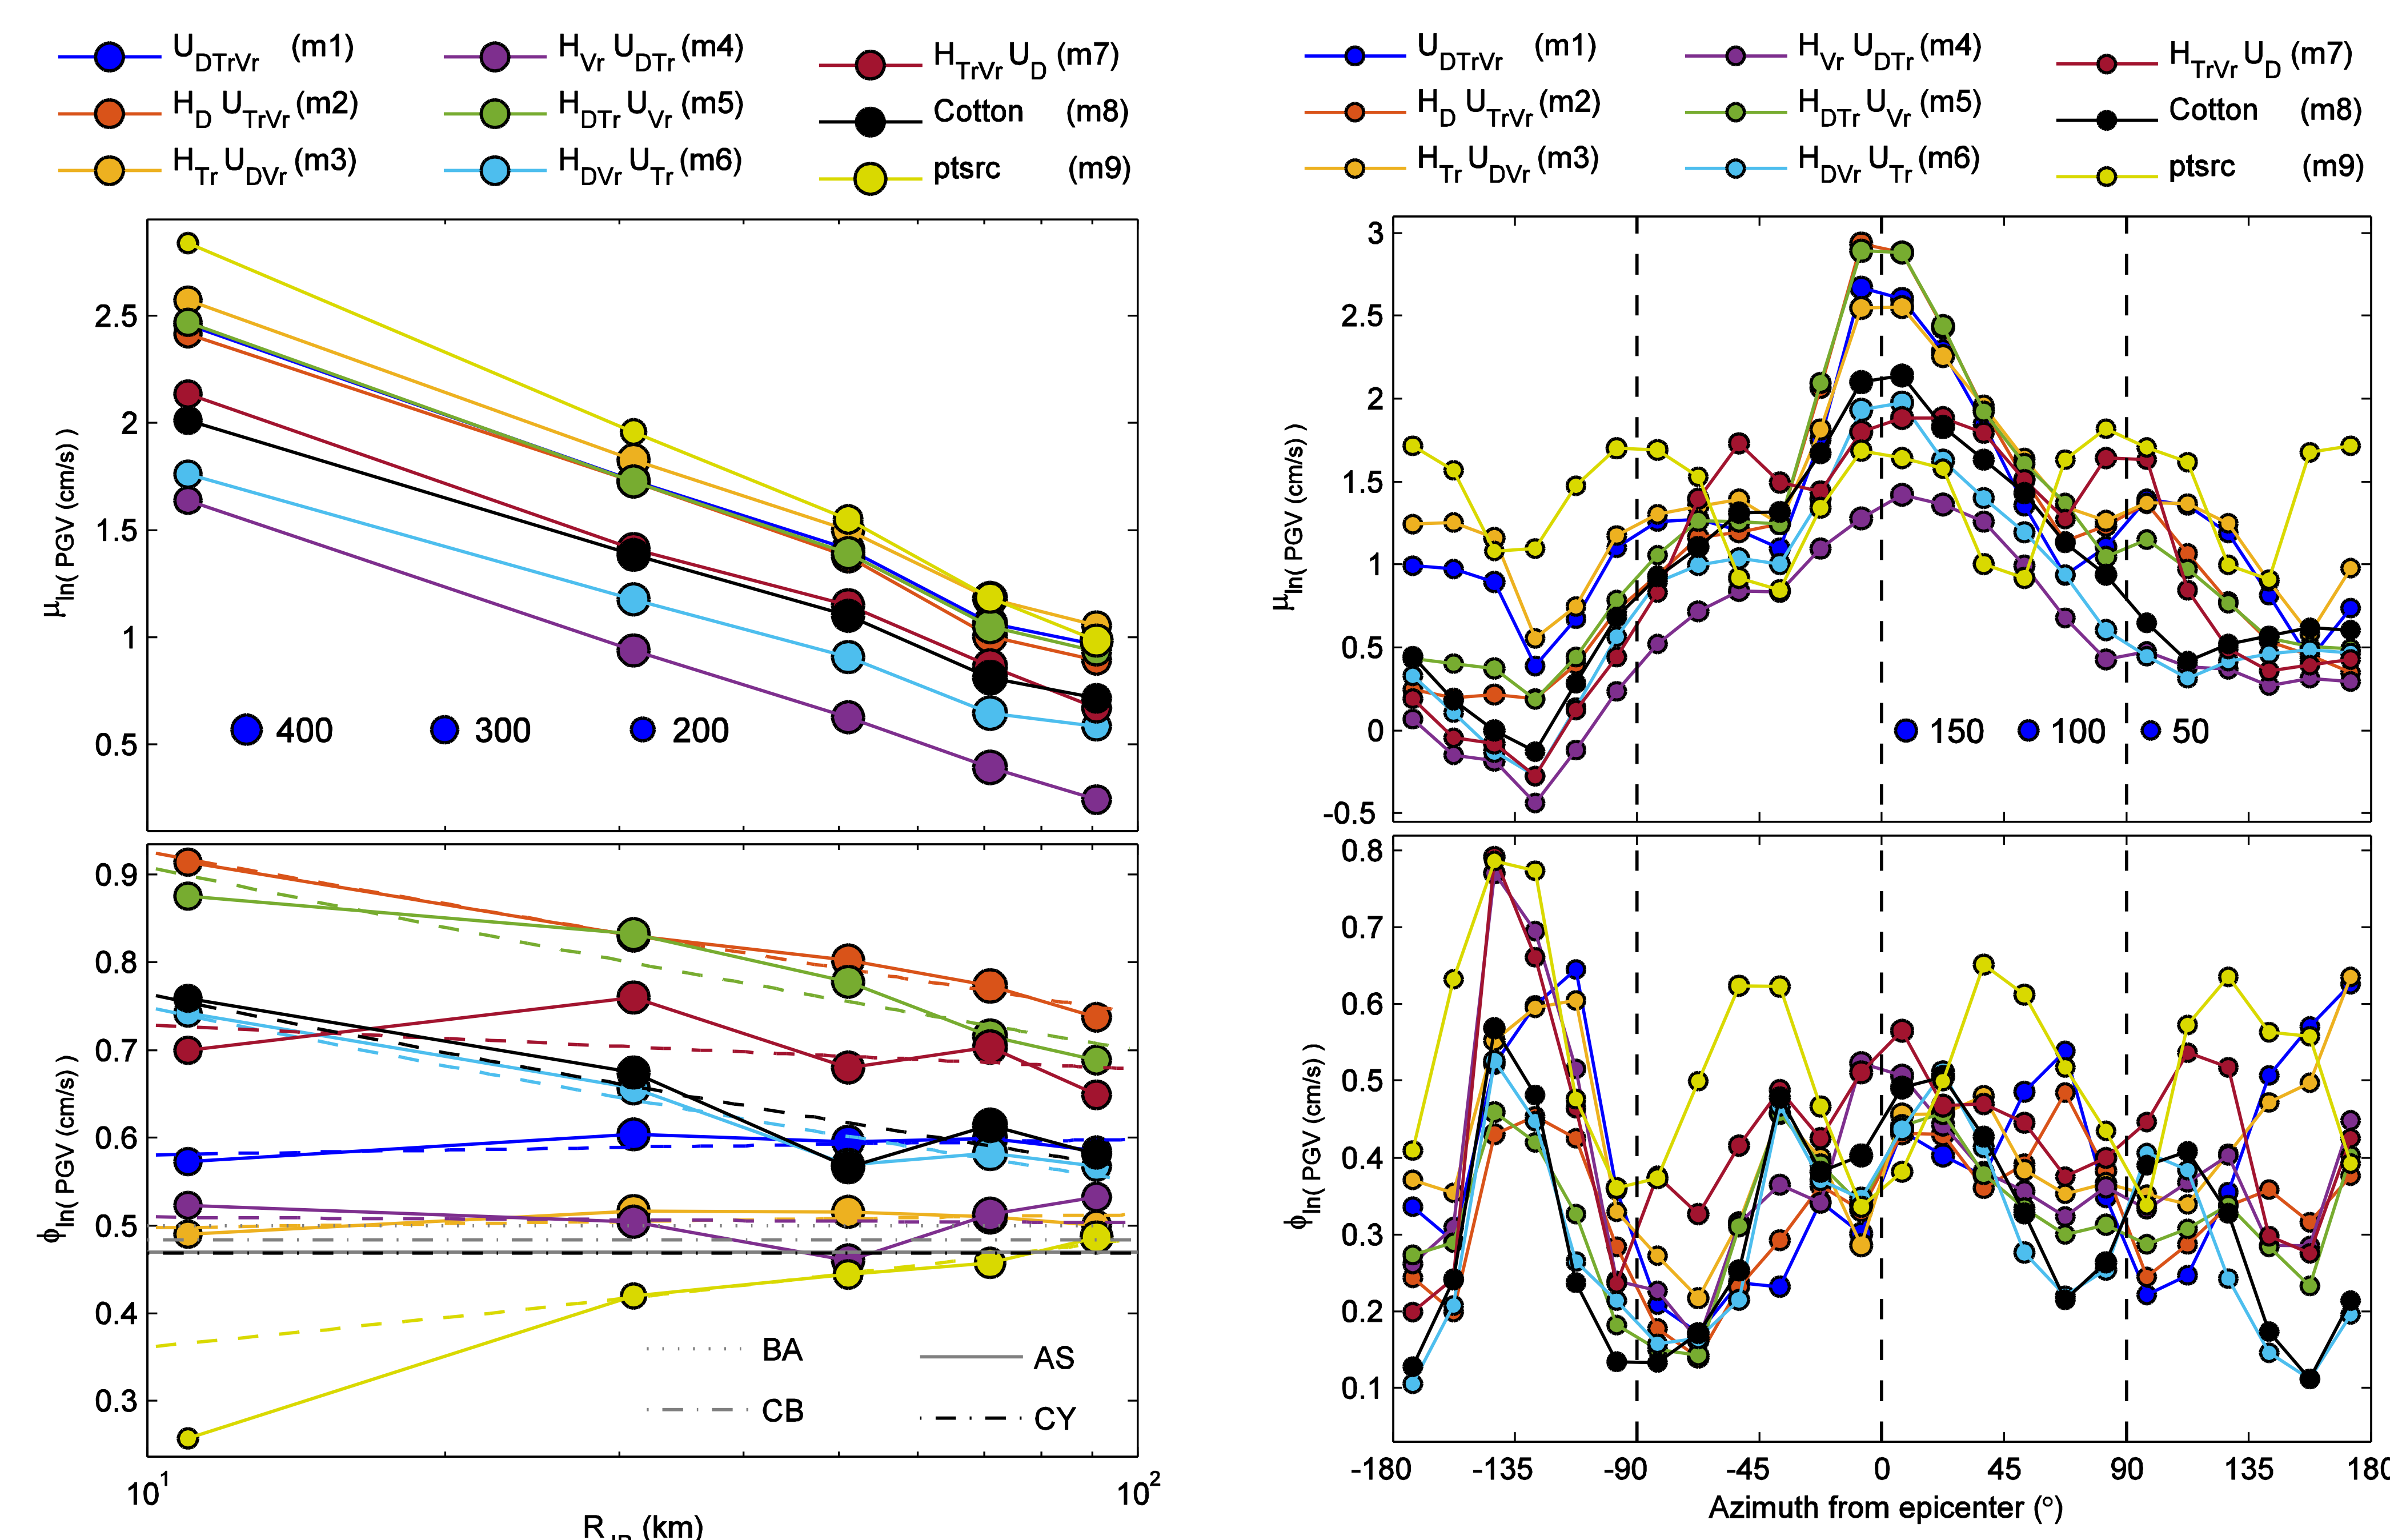 U_DTrVr (m1) H_Vr U_DTr (m4) H_TrVr U_D (m7)
H_D U_TrVr (m2) H_DTr U_Vr (m5) Cotton (m8)
H_Tr U_DVr (m3) H_DVr U_Tr (m6) ptsrc (m9)
μ_ln( PGV (cm/s) )
2.5
2
1.5
1
0.5
400 300 200
ϕ_ln( PGV (cm/s) )
0.9
0.8
0.7
0.6
0.5
0.4
0.3
BA AS
CB CY
10^1 10^2
R_JB (km)
U_DTrVr (m1) H_Vr U_DTr (m4) H_TrVr U_D (m7)
H_D U_TrVr (m2) H_DTr U_Vr (m5) Cotton (m8)
H_Tr U_DVr (m3) H_DVr U_Tr (m6) ptsrc (m9)
μ_ln( PGV (cm/s) )
3
2.5
2
1.5
1
0.5
0
-0.5
150 100 50
ϕ_ln( PGV (cm/s) )
0.8
0.7
0.6
0.5
0.4
0.3
0.2
0.1
-180 -135 -90 -45 0 45 90 135 180
Azimuth from epicenter (°)